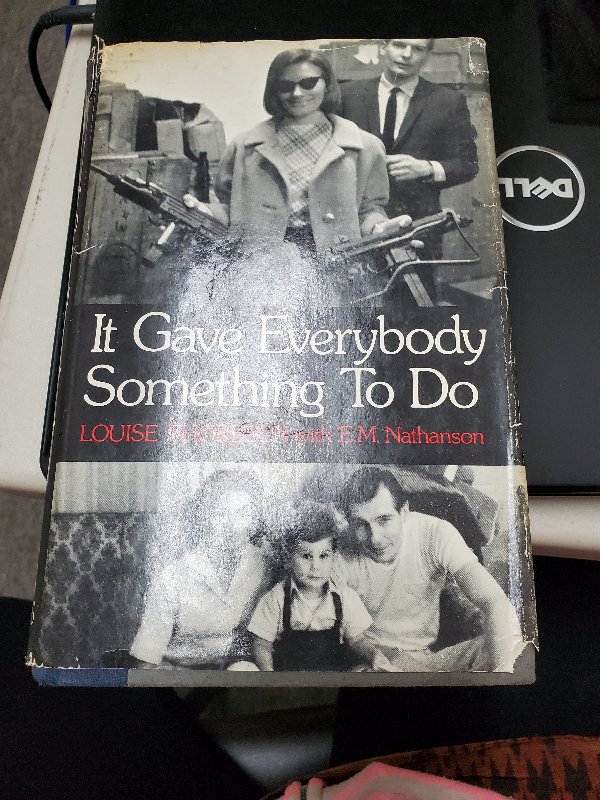 It Gave Everybody
Something To Do
LOUISE with E.M. Nathanson
DELL